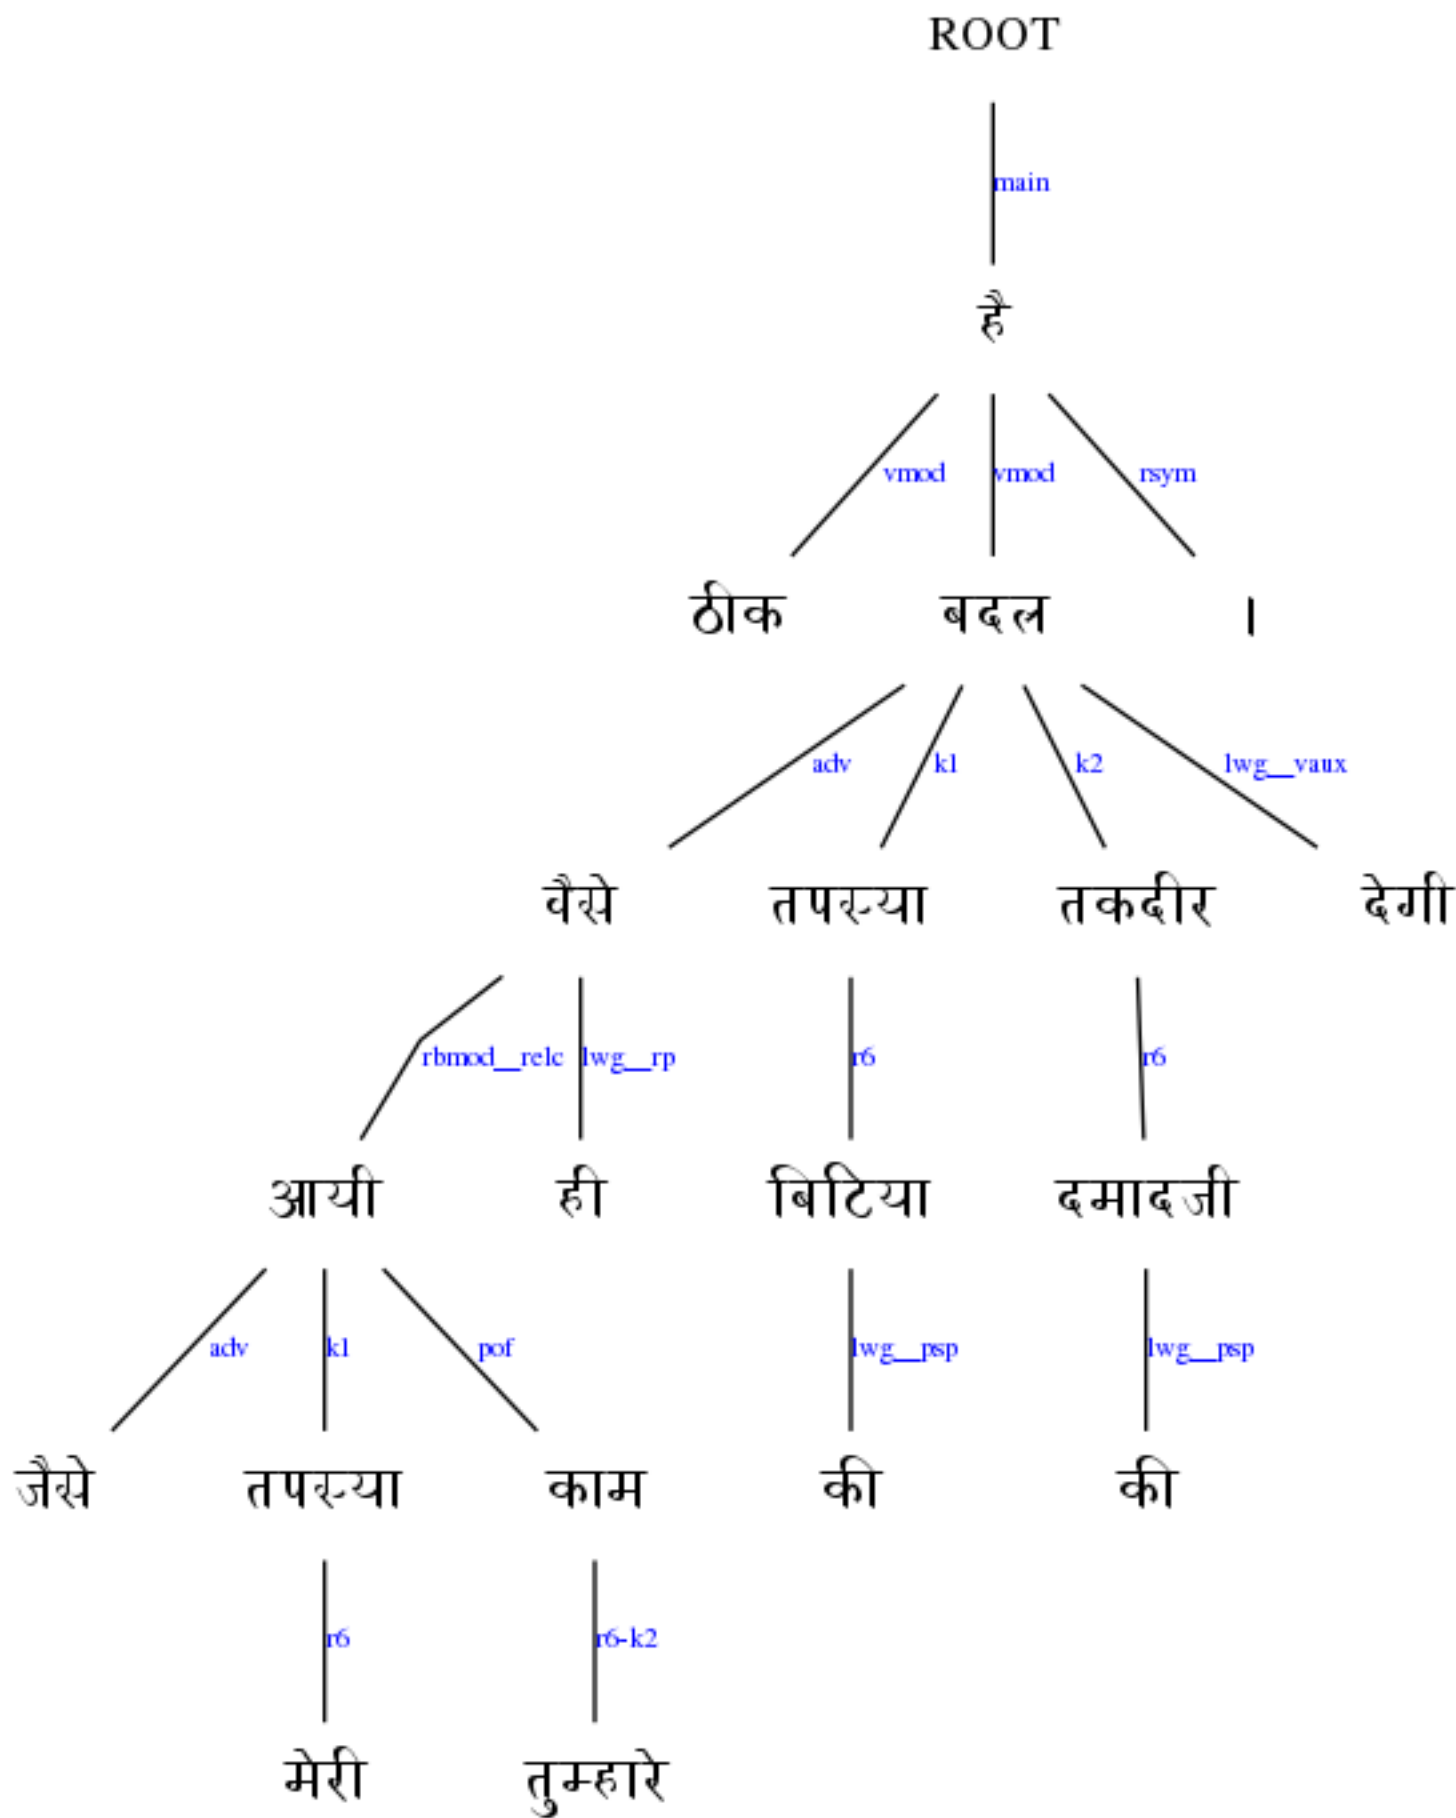 ROOT
main
है
vmod vmod rsym
ठीक बदल ।
adv k1 k2 lwg__vaux
वैसे तपस्या तकदीर देगी
rbmod__relc lwg__rp r6 r6
आयी ही बिटिया दमादजी
adv k1 pof lwg__psp lwg__psp
जैसे तपस्या काम की की
r6 r6-k2
मेरी तुम्हारे